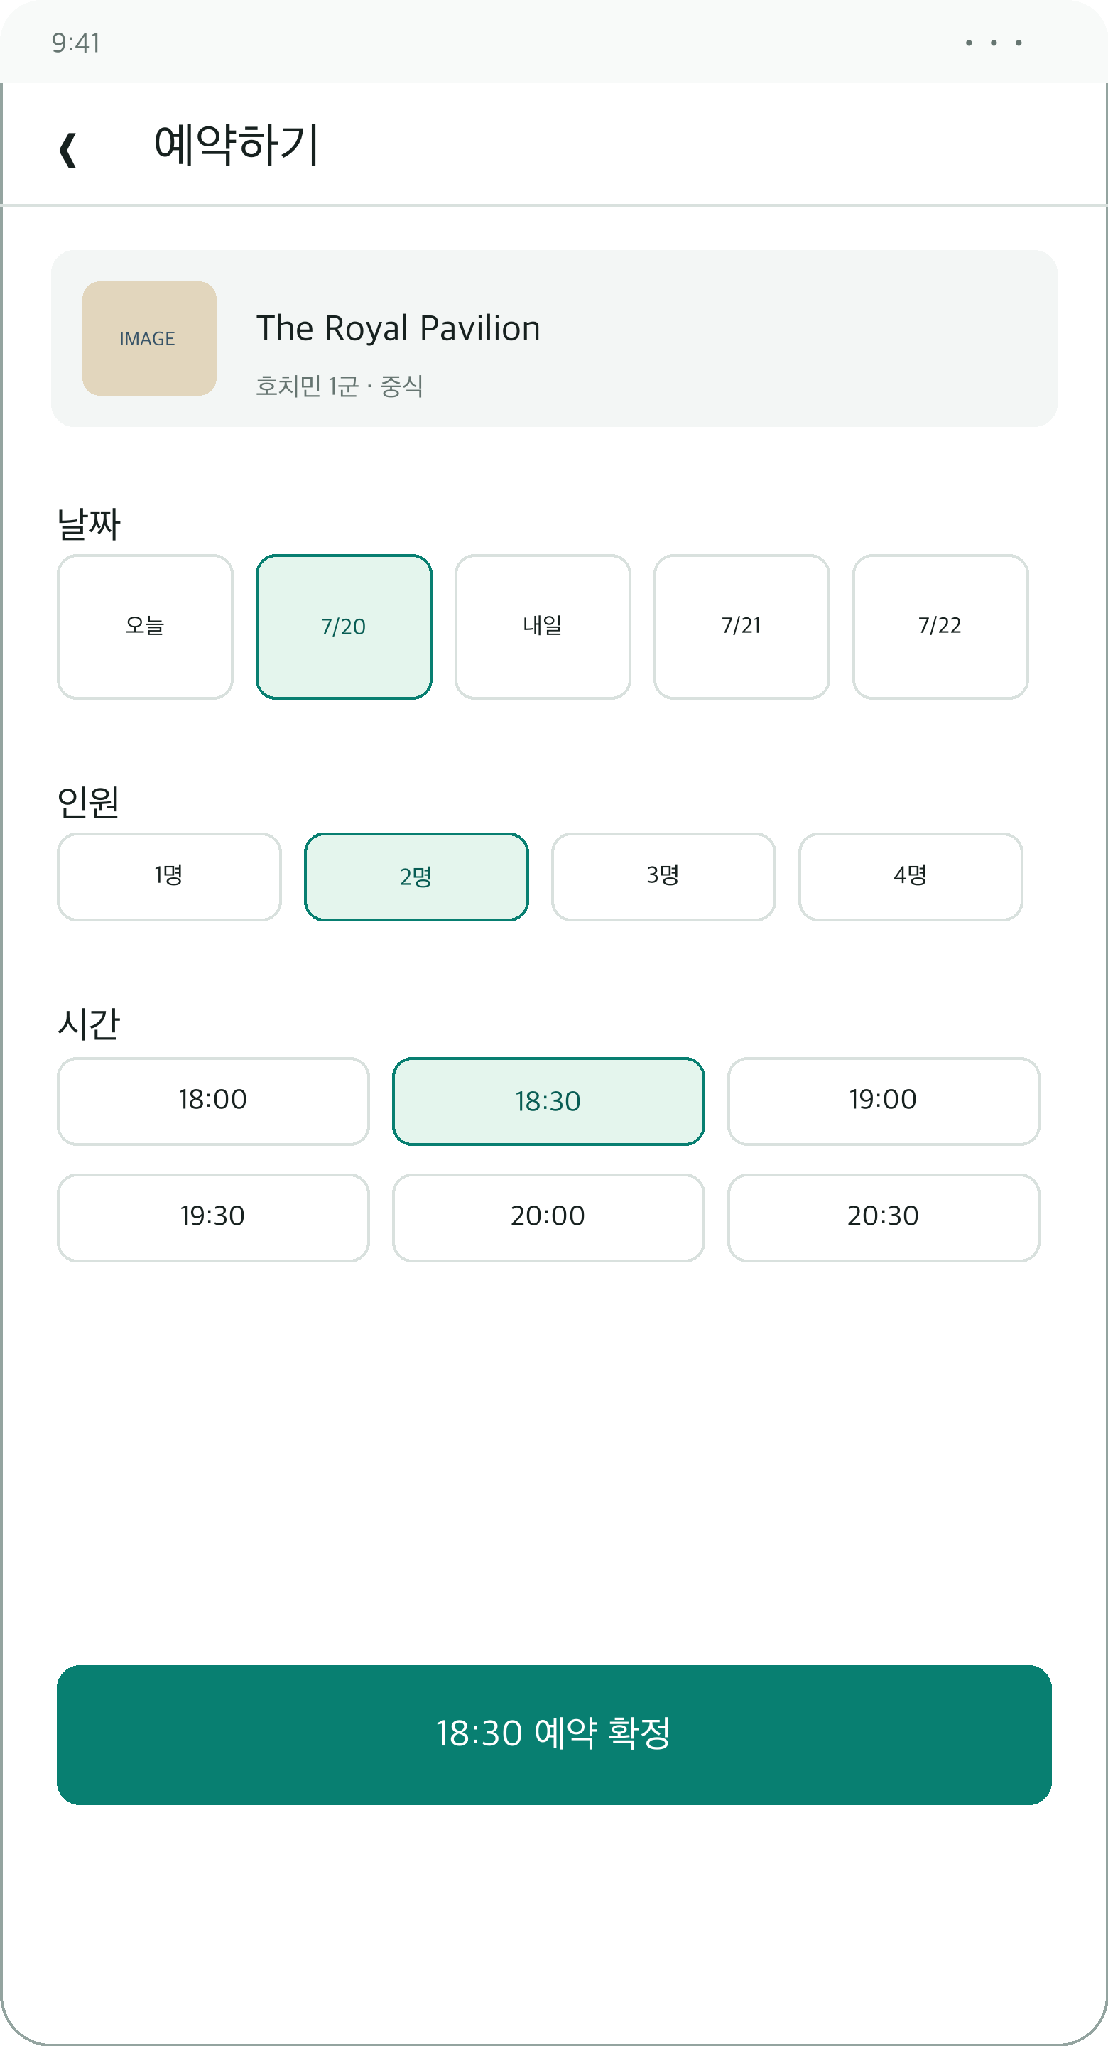 9:41
예약하기
IMAGE
The Royal Pavilion
호치민 1군 · 중식
날짜
오늘 7/20 내일 7/21 7/22
인원
1명 2명 3명 4명
시간
18:00 18:30 19:00
19:30 20:00 20:30
18:30 예약 확정